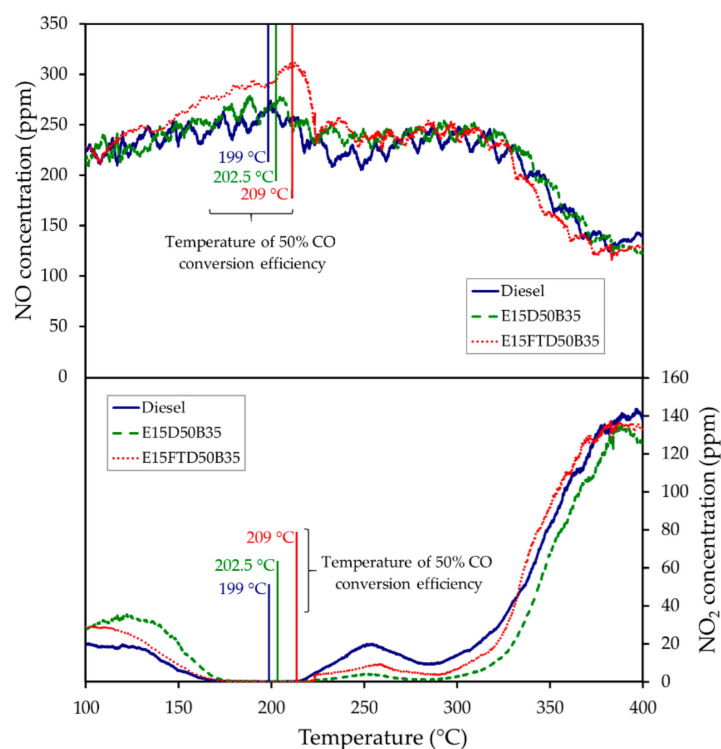 350
300
250
200
150
100
50
0
NO concentration (ppm)
199 °C
202.5 °C
209 °C
Temperature of 50% CO
conversion efficiency
Diesel
E15D50B35
E15FTD50B35
Diesel
E15D50B35
E15FTD50B35
209 °C
202.5 °C
199 °C
Temperature of 50% CO
conversion efficiency
160
140
120
100
80
60
40
20
0
NO₂ concentration (ppm)
100 150 200 250 300 350 400
Temperature (°C)